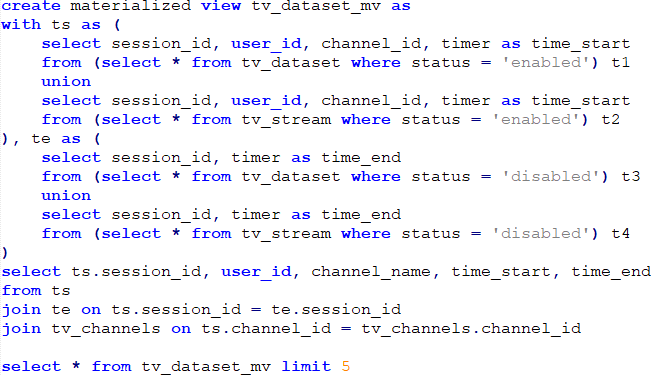 create materialized view tv_dataset_mv as
with ts as (
    select session_id, user_id, channel_id, timer as time_start
    from (select * from tv_dataset where status = 'enabled') t1
    union
    select session_id, user_id, channel_id, timer as time_start
    from (select * from tv_stream where status = 'enabled') t2
), te as (
    select session_id, timer as time_end
    from (select * from tv_dataset where status = 'disabled') t3
    union
    select session_id, timer as time_end
    from (select * from tv_stream where status = 'disabled') t4
)
select ts.session_id, user_id, channel_name, time_start, time_end
from ts
join te on ts.session_id = te.session_id
join tv_channels on ts.channel_id = tv_channels.channel_id

select * from tv_dataset_mv limit 5